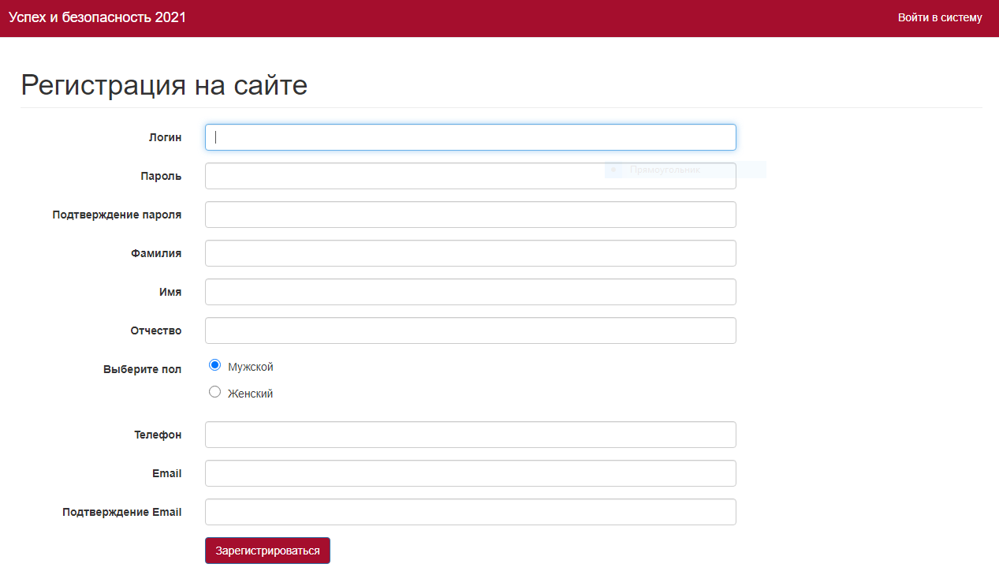 Успех и безопасность 2021
Войти в систему
Регистрация на сайте
Логин
Пароль
Прямоугольник
Подтверждение пароля
Фамилия
Имя
Отчество
Выберите пол
Мужской
Женский
Телефон
Email
Подтверждение Email
Зарегистрироваться